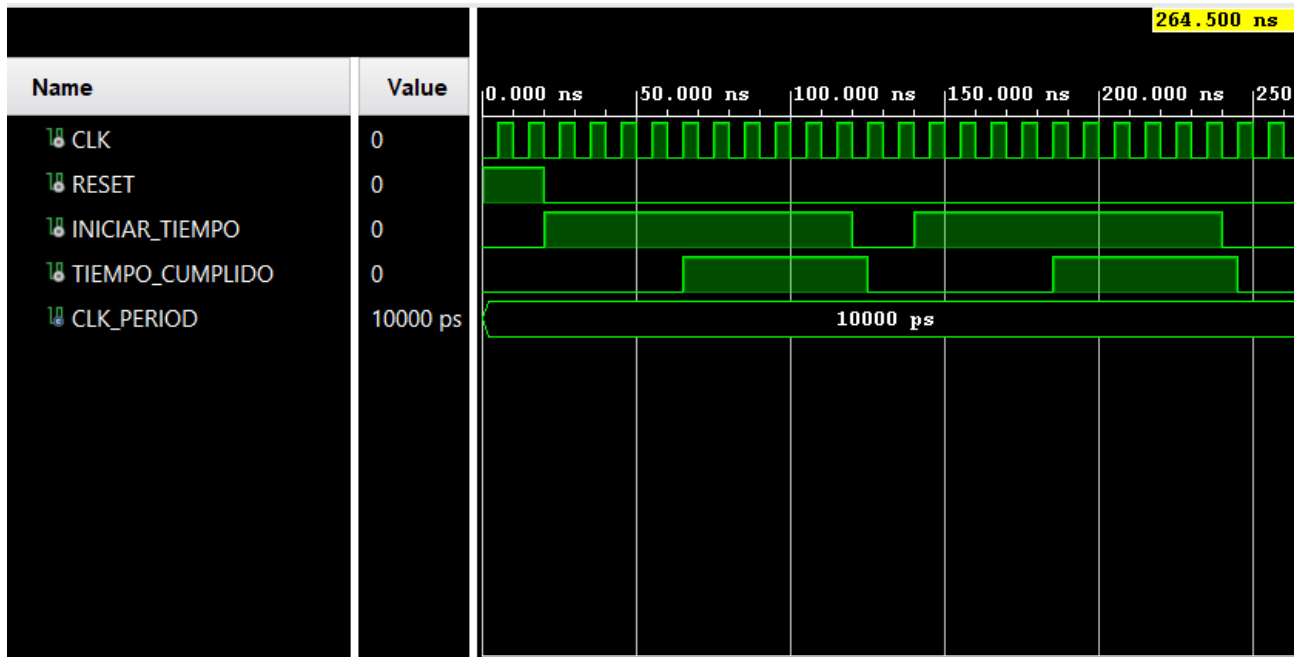 264.500 ns
Name Value
0.000 ns 50.000 ns 100.000 ns 150.000 ns 200.000 ns 250
CLK 0
RESET 0
INICIAR_TIEMPO 0
TIEMPO_CUMPLIDO 0
CLK_PERIOD 10000 ps 10000 ps